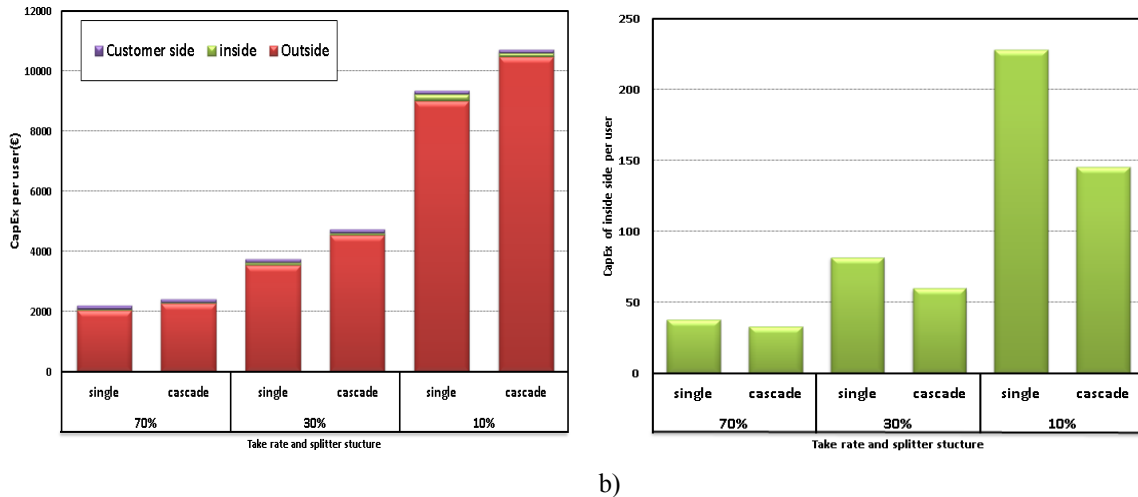 12000
10000
8000
6000
4000
2000
0
CapEx per user(€)
Customer side inside Outside
single cascade single cascade single cascade
70% 30% 10%
Take rate and splitter stucture
250
200
150
100
50
0
CapEx of inside side per user
single cascade single cascade single cascade
70% 30% 10%
Take rate and splitter stucture
b)